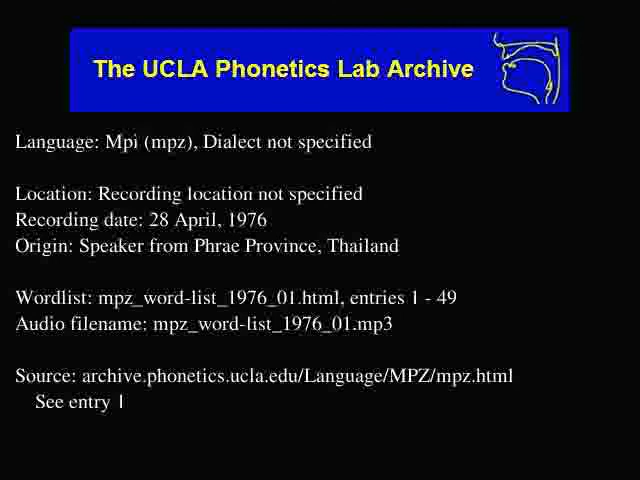 The UCLA Phonetics Lab Archive
Language: Mpi (mpz), Dialect not specified
Location: Recording location not specified
Recording date: 28 April, 1976
Origin: Speaker from Phrae Province, Thailand
Wordlist: mpz_word-list_1976_01.html, entries 1 - 49
Audio filename: mpz_word-list_1976_01.mp3
Source: archive.phonetics.ucla.edu/Language/MPZ/mpz.html
See entry 1